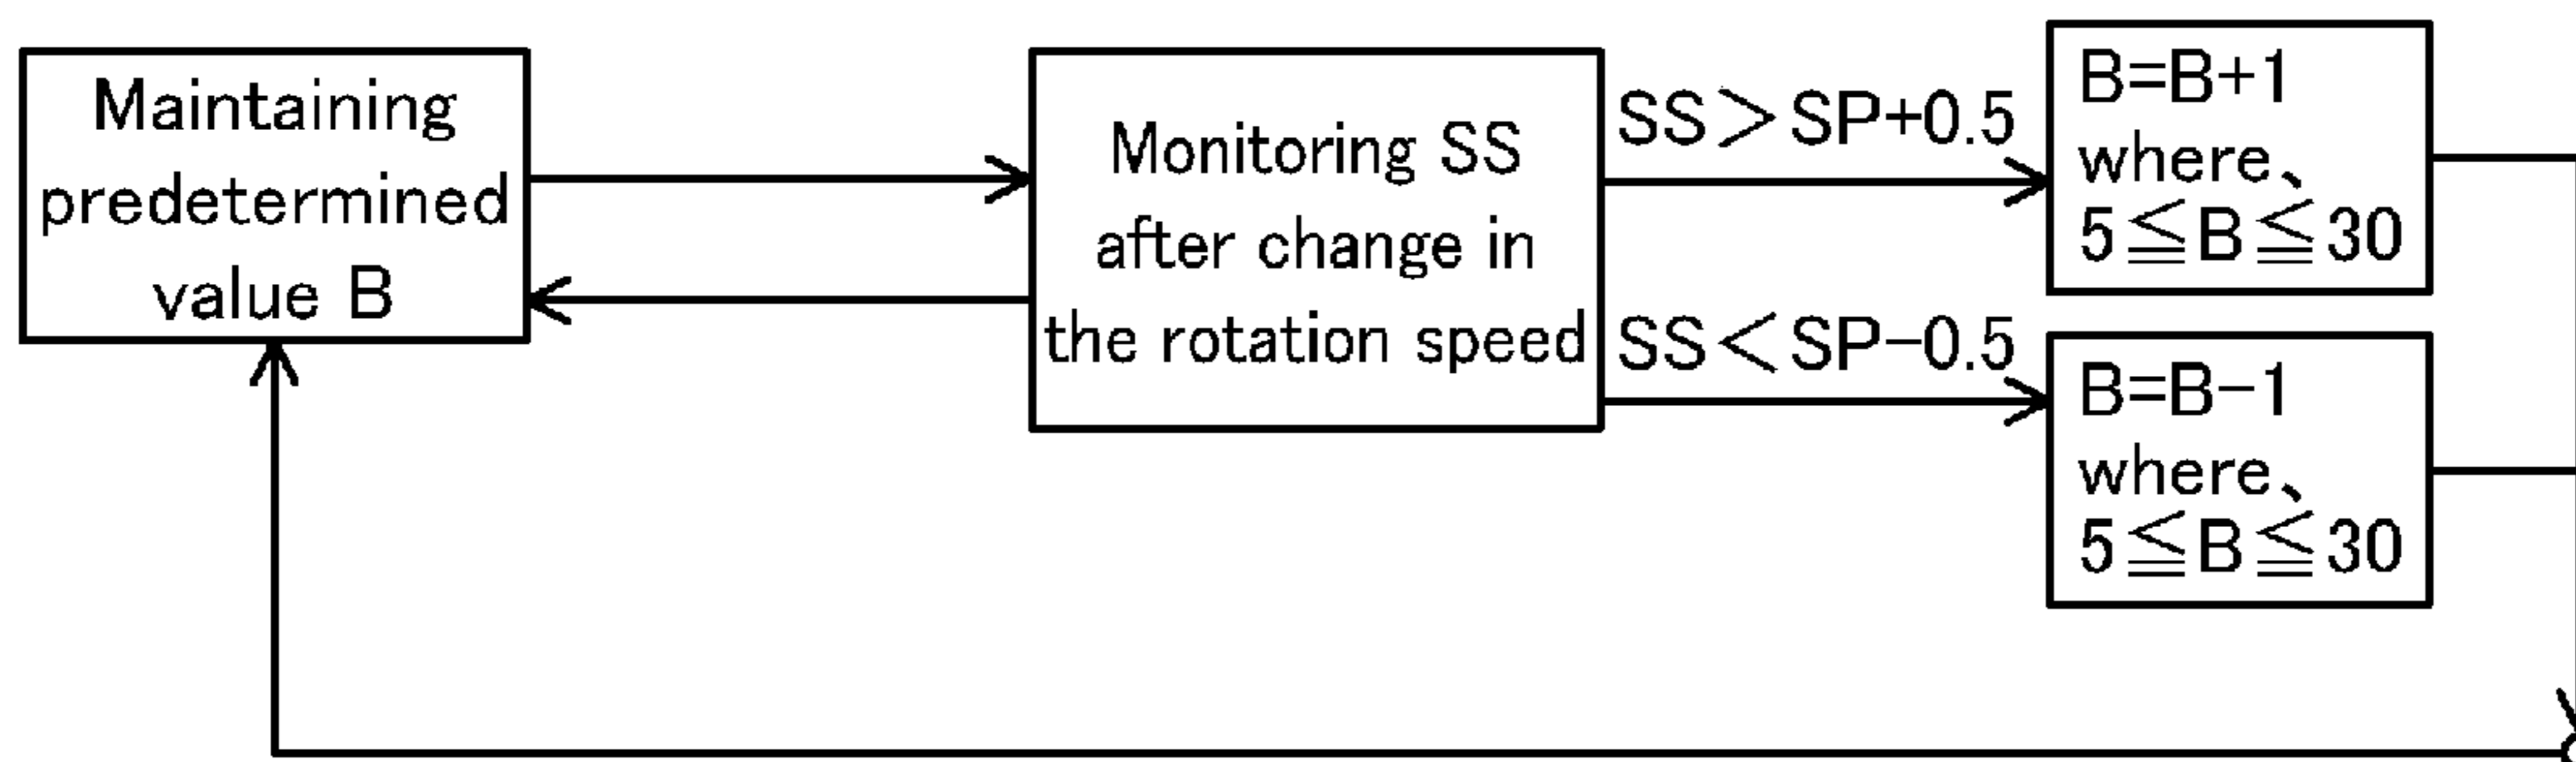 Maintaining
predetermined
value B
Monitoring SS
after change in
the rotation speed
SS＞SP+0.5
SS＜SP−0.5
B=B+1
where、
5≦B≦30
B=B−1
where、
5≦B≦30